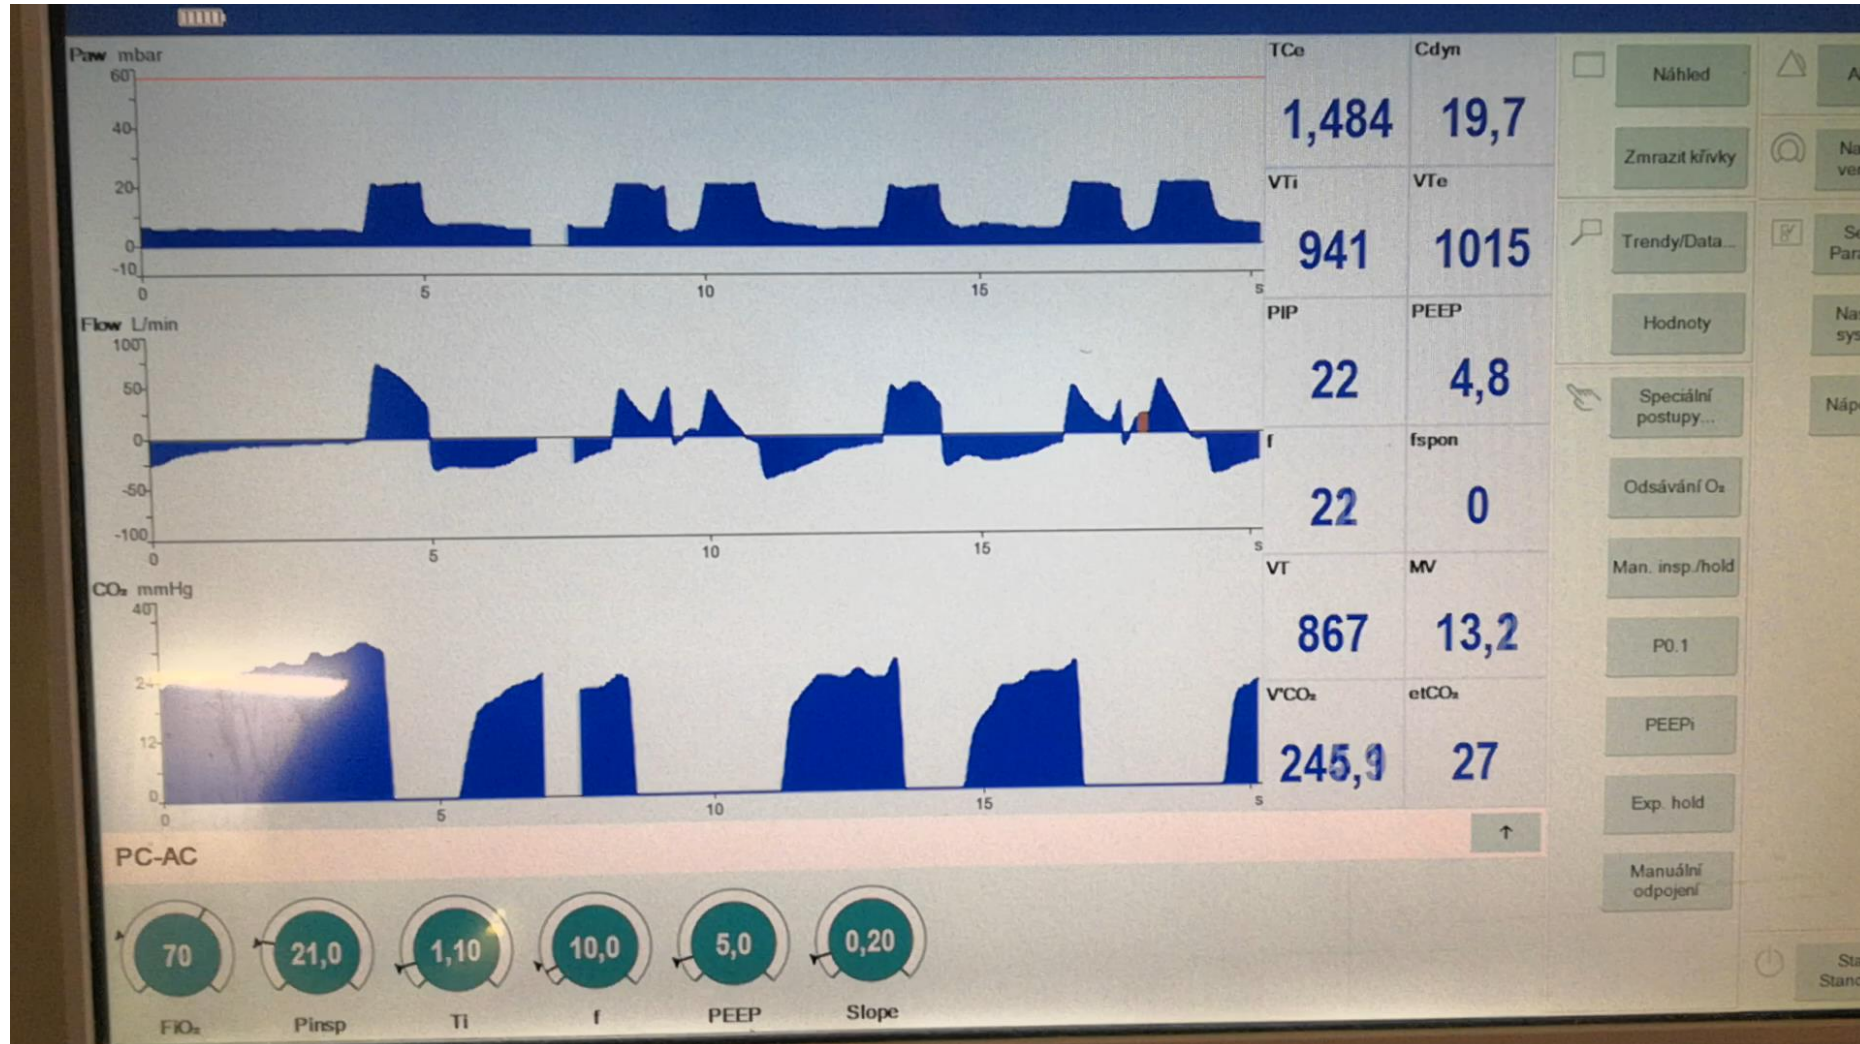 Paw mbar
60
40
20
0
-10
0 5 10 15 s
Flow L/min
100
50
0
-50
-100
0 5 10 15 s
CO₂ mmHg
40
12
0
0 5 10 15 s
TCe Cdyn
1,484 19,7
VTi VTe
941 1015
PIP PEEP
22 4,8
f fspon
22 0
VT MV
867 13,2
V'CO₂ etCO₂
245,9 27
Náhled
Zmrazit křivky
Trendy/Data...
Hodnoty
Speciální
postupy...
Odsávání O₂
Man. insp./hold
P0.1
PEEPi
Exp. hold
Manuální
odpojení
↑
PC-AC
70 21,0 1,10 10,0 5,0 0,20
FiO₂ Pinsp Ti f PEEP Slope